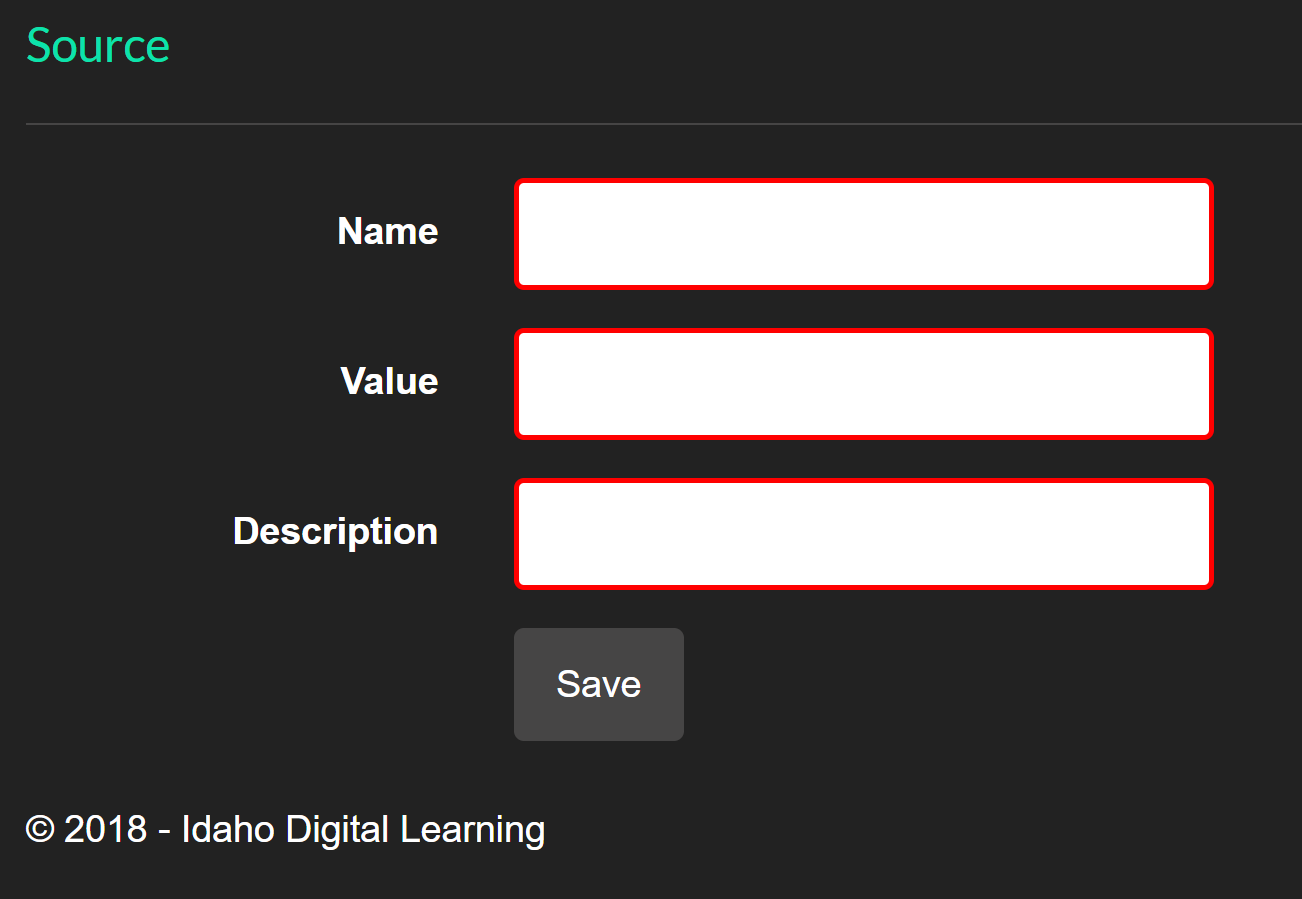 Source
Name
Value
Description
Save
© 2018 - Idaho Digital Learning